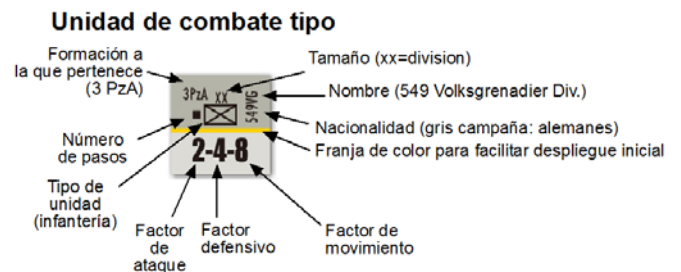 Unidad de combate tipo
Formación a
la que pertenece
(3 PzA)
Tamaño (xx=division)
Nombre (549 Volksgrenadier Div.)
Nacionalidad (gris campaña: alemanes)
Franja de color para facilitar despliegue inicial
Número
de pasos
Tipo de
unidad
(infantería)
3PzA
XX
549VG
2-4-8
Factor
de
ataque
Factor
defensivo
Factor de
movimiento